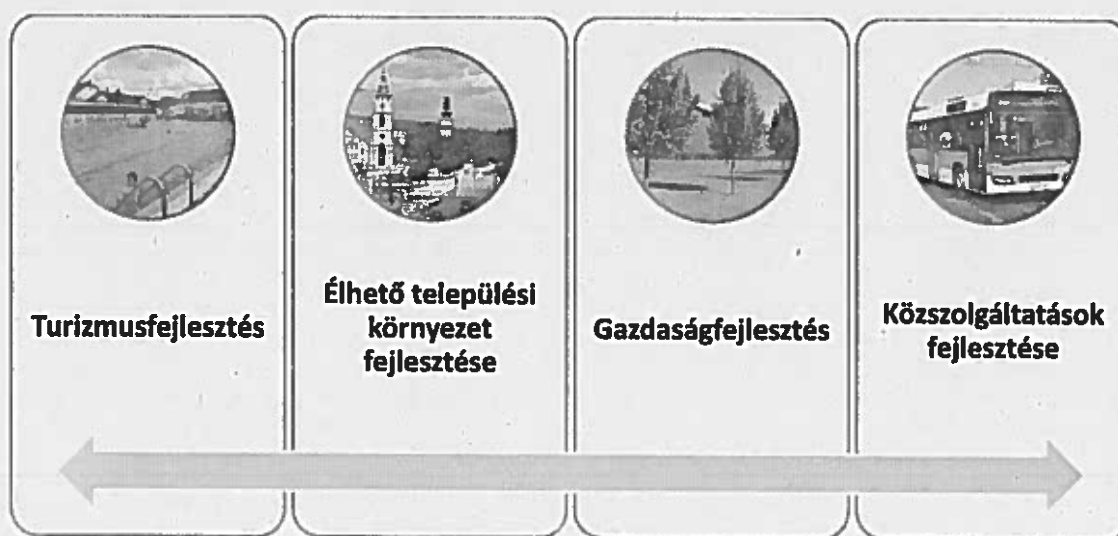 Turizmusfejlesztés
Élhető települési
környezet
fejlesztése
Gazdaságfejlesztés
Közszolgáltatások
fejlesztése